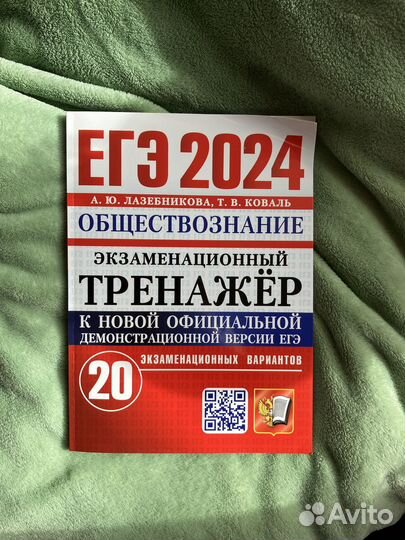 ЕГЭ 2024
А. Ю. ЛАЗЕБНИКОВА, Т. В. КОВАЛЬ
ОБЩЕСТВОЗНАНИЕ
ЭКЗАМЕНАЦИОННЫЙ
ТРЕНАЖЁР
К НОВОЙ ОФИЦИАЛЬНОЙ
ДЕМОНСТРАЦИОННОЙ ВЕРСИИ ЕГЭ
20 ЭКЗАМЕНАЦИОННЫХ ВАРИАНТОВ
Avito